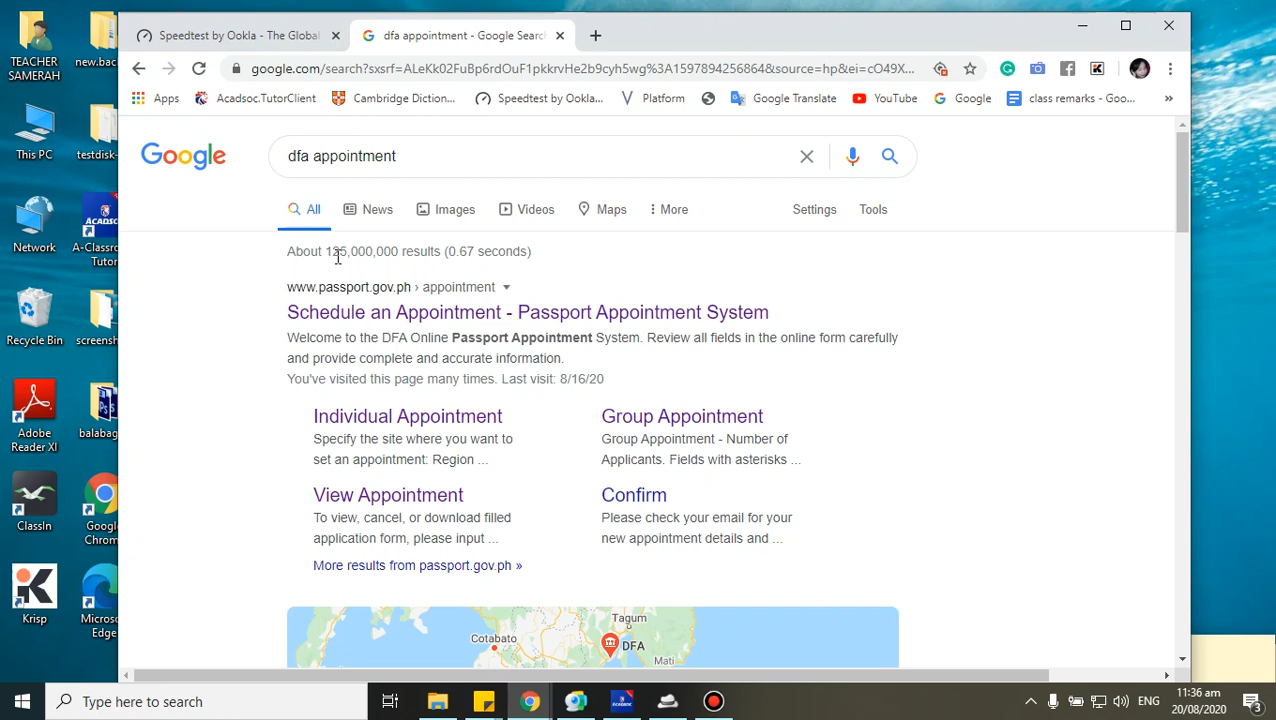 TEACHER
SAMERAH
This PC
Network
Recycle Bin
Adobe
Reader XI
ClassIn
Krisp
new.bac
testdisk-
A-Classro
Tutor
screensh
balabag
Google
Chrom
Microso
Edge
Speedtest by Ookla - The Global
dfa appointment - Google Search
google.com/search?sxsrf=ALeKk02FuBp6rdOuF1pkkrvHe2b9cyh5wg%3A1597894256864&source=hp&ei=cO49X...
Apps
Acadsoc.TutorClient
Cambridge Diction...
Speedtest by Ookla...
Platform
Google Translate
YouTube
Google
class remarks - Goo...
»
Google
dfa appointment
All
News
Images
Videos
Maps
More
Settings
Tools
About 125,000,000 results (0.67 seconds)
www.passport.gov.ph › appointment
Schedule an Appointment - Passport Appointment System
Welcome to the DFA Online Passport Appointment System. Review all fields in the online form carefully
and provide complete and accurate information.
You've visited this page many times. Last visit: 8/16/20
Individual Appointment
Specify the site where you want to
set an appointment: Region ...
Group Appointment
Group Appointment - Number of
Applicants. Fields with asterisks ...
View Appointment
To view, cancel, or download filled
application form, please input ...
Confirm
Please check your email for your
new appointment details and ...
More results from passport.gov.ph »
Tagum
Cotabato
DFA
Mati
Type here to search
ENG
11:36 am
20/08/2020
3